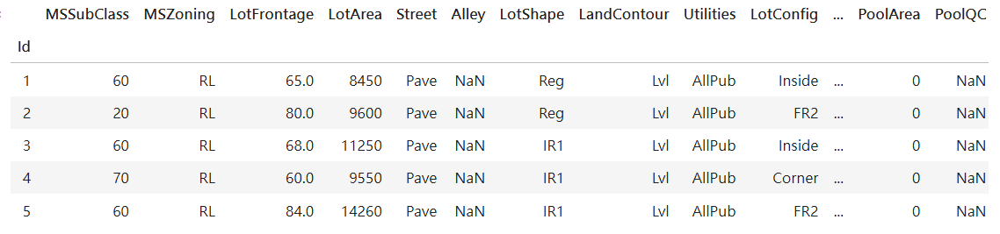 MSSubClass MSZoning LotFrontage LotArea Street Alley LotShape LandContour Utilities LotConfig ... PoolArea PoolQC
Id
1 60 RL 65.0 8450 Pave NaN Reg Lvl AllPub Inside ... 0 NaN
2 20 RL 80.0 9600 Pave NaN Reg Lvl AllPub FR2 ... 0 NaN
3 60 RL 68.0 11250 Pave NaN IR1 Lvl AllPub Inside ... 0 NaN
4 70 RL 60.0 9550 Pave NaN IR1 Lvl AllPub Corner ... 0 NaN
5 60 RL 84.0 14260 Pave NaN IR1 Lvl AllPub FR2 ... 0 NaN